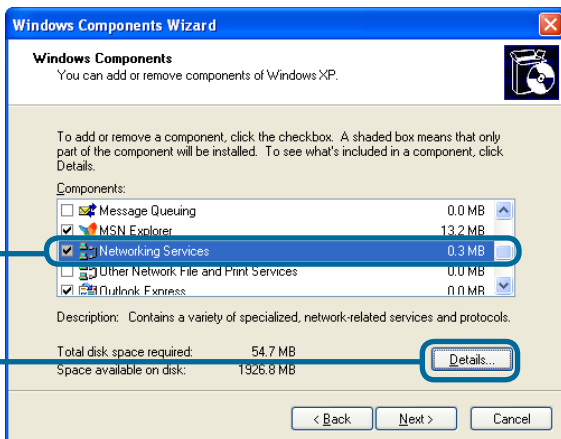 Windows Components Wizard
Windows Components
You can add or remove components of Windows XP.
To add or remove a component, click the checkbox. A shaded box means that only
part of the component will be installed. To see what's included in a component, click
Details.
Components:
Message Queuing 0.0 MB
MSN Explorer 13.2 MB
Networking Services 0.3 MB
Other Network File and Print Services 0.0 MB
Outlook Express 0.0 MB
Description: Contains a variety of specialized, network-related services and protocols.
Total disk space required: 54.7 MB
Space available on disk: 1926.8 MB
Details...
< Back Next > Cancel